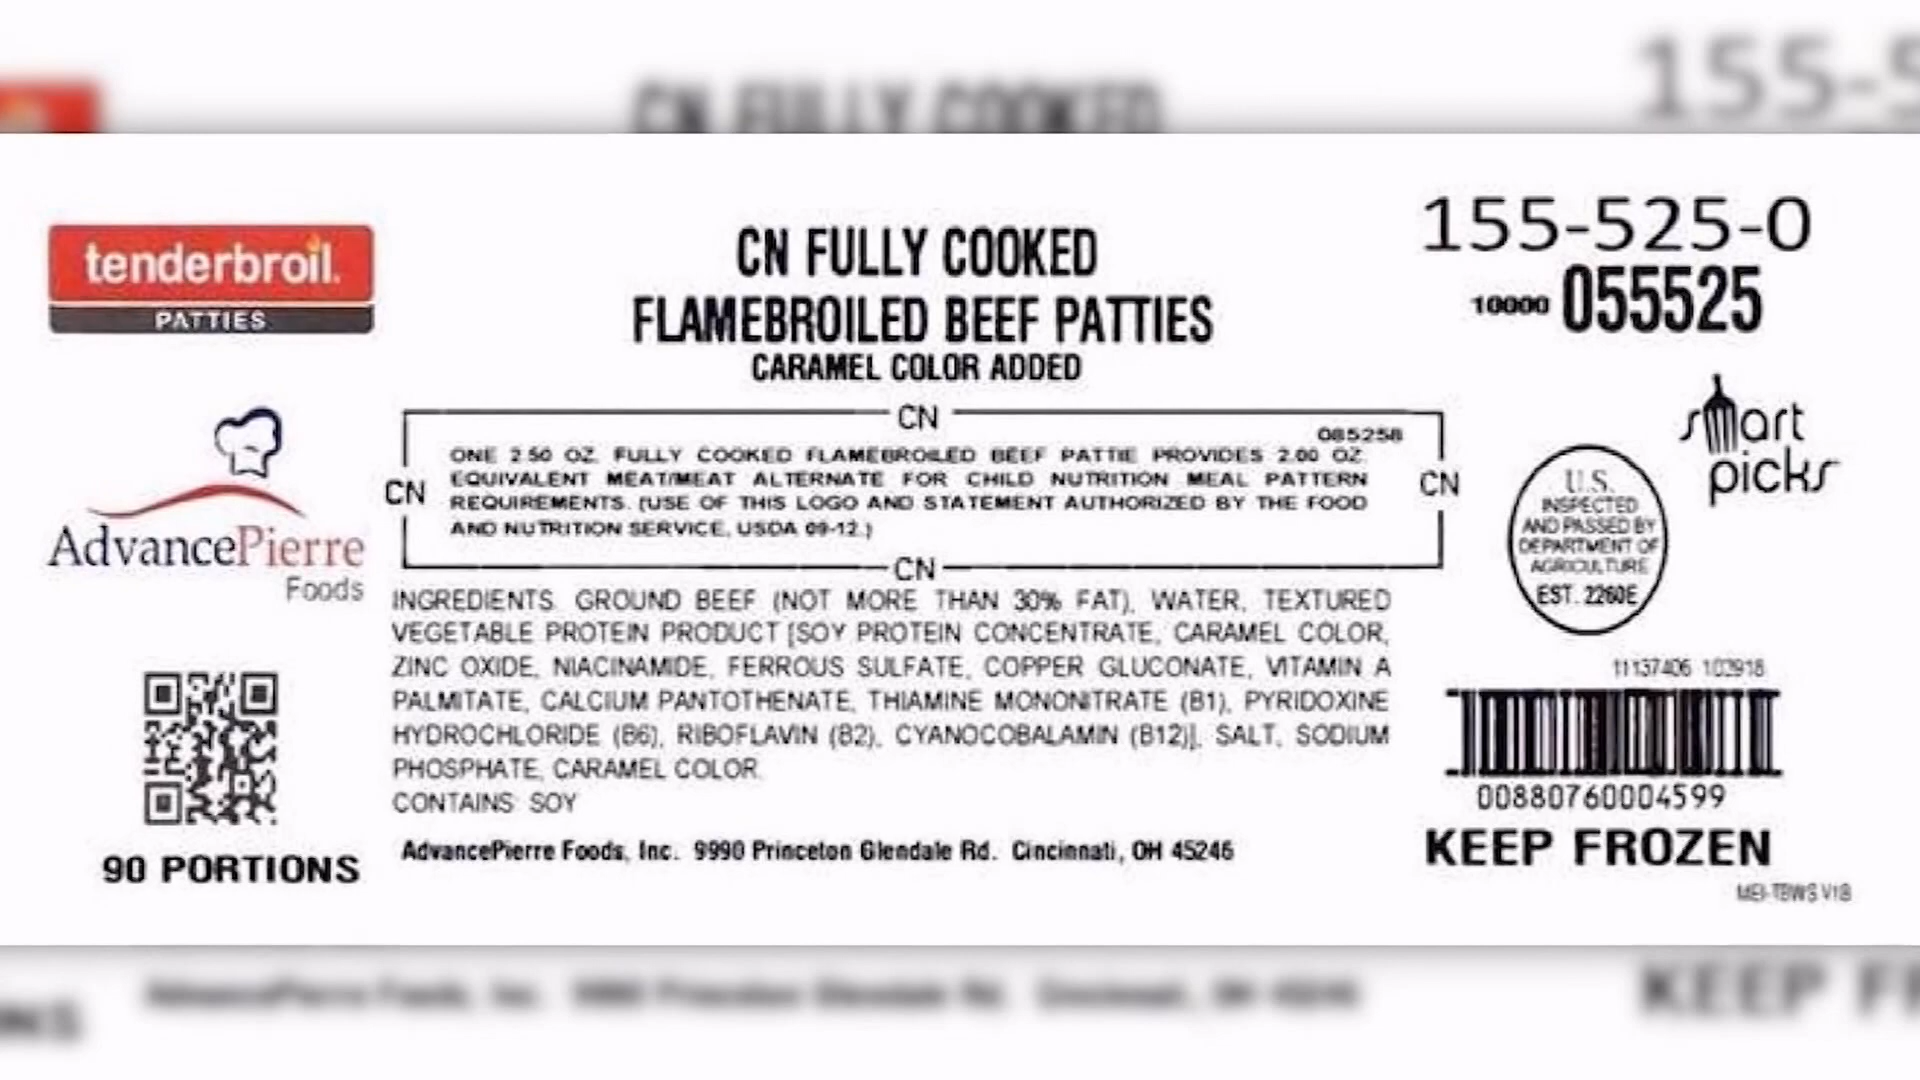 CN FULLY COOKED
155-5
tenderbroil.
PATTIES
CN FULLY COOKED
FLAMEBROILED BEEF PATTIES
CARAMEL COLOR ADDED
155-525-0
10000 055525
smart
picks
AdvancePierre
Foods
CN
085258
CN
CN
ONE 2.50 OZ. FULLY COOKED FLAMEBROILED BEEF PATTIE PROVIDES 2.00 OZ.
EQUIVALENT MEAT/MEAT ALTERNATE FOR CHILD NUTRITION MEAL PATTERN
REQUIREMENTS. (USE OF THIS LOGO AND STATEMENT AUTHORIZED BY THE FOOD
AND NUTRITION SERVICE, USDA 09-12.)
CN
U.S.
INSPECTED
AND PASSED BY
DEPARTMENT OF
AGRICULTURE
EST. 2260E
INGREDIENTS: GROUND BEEF (NOT MORE THAN 30% FAT), WATER, TEXTURED
VEGETABLE PROTEIN PRODUCT [SOY PROTEIN CONCENTRATE, CARAMEL COLOR,
ZINC OXIDE, NIACINAMIDE, FERROUS SULFATE, COPPER GLUCONATE, VITAMIN A
PALMITATE, CALCIUM PANTOTHENATE, THIAMINE MONONITRATE (B1), PYRIDOXINE
HYDROCHLORIDE (B6), RIBOFLAVIN (B2), CYANOCOBALAMIN (B12)], SALT, SODIUM
PHOSPHATE, CARAMEL COLOR.
CONTAINS: SOY
AdvancePierre Foods, Inc. 9990 Princeton Glendale Rd. Cincinnati, OH 45246
90 PORTIONS
11137406 102918
00880760004599
KEEP FROZEN
V18
KEEP FR